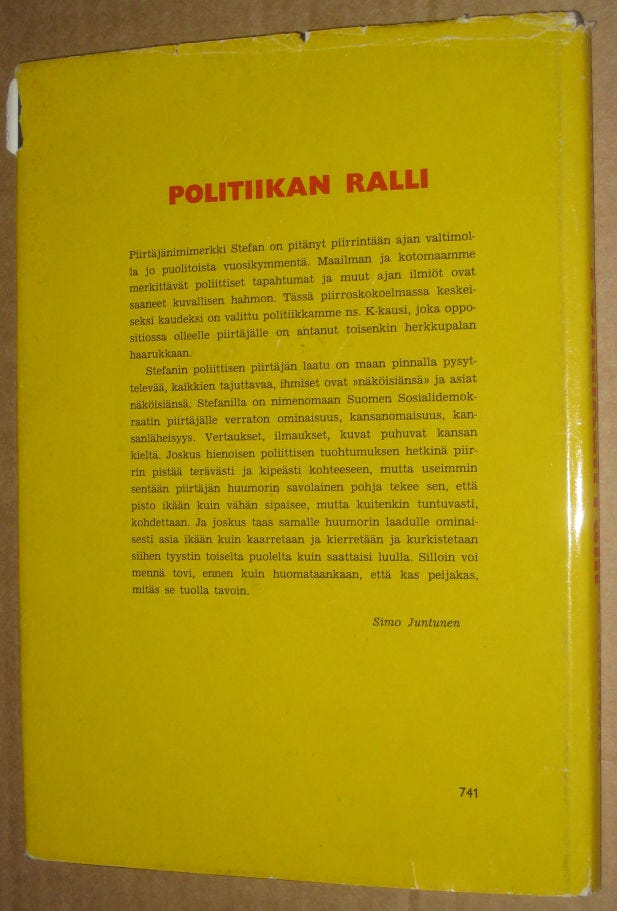 POLITIIKAN RALLI
Piirtäjänimimerkki Stefan on pitänyt piirrintään ajan valtimol-
la jo puolitoista vuosikymmentä. Maailman ja kotomaamme
merkittävät poliittiset tapahtumat ja muut ajan ilmiöt ovat
saaneet kuvallisen hahmon. Tässä piirroskokoelmassa keskei-
seksi kaudeksi on valittu politiikkamme ns. K-kausi, joka oppo-
sitiossa olleelle piirtäjälle on antanut toisenkin herkkupalan
haarukkaan.
Stefanin poliittisen piirtäjän laatu on maan pinnalla pysyt-
televää, kaikkien tajuttavaa, ihmiset ovat »näköisiänsä» ja asiat
näköisiänsä. Stefanilla on nimenomaan Suomen Sosialidemok-
raatin piirtäjälle verraton ominaisuus, kansanomaisuus, kan-
sanläheisyys. Vertaukset, ilmaukset, kuvat puhuvat kansan
kieltä. Joskus hienoisen poliittisen tuohtumuksen hetkinä piir-
rin pistää terävästi ja kipeästi kohteeseen, mutta useimmin
sentään piirtäjän huumorin savolainen pohja tekee sen, että
pisto ikään kuin vähän sipaisee, mutta kuitenkin tuntuvasti,
kohdettaan. Ja joskus taas samalle huumorin laadulle ominai-
sesti asia ikään kuin kaarretaan ja kierretään ja kurkistetaan
siihen tyystin toiselta puolelta kuin saattaisi luulla. Silloin voi
mennä tovi, ennen kuin huomataankaan, että kas peijakas,
mitäs se tuolla tavoin.
Simo Juntunen
741